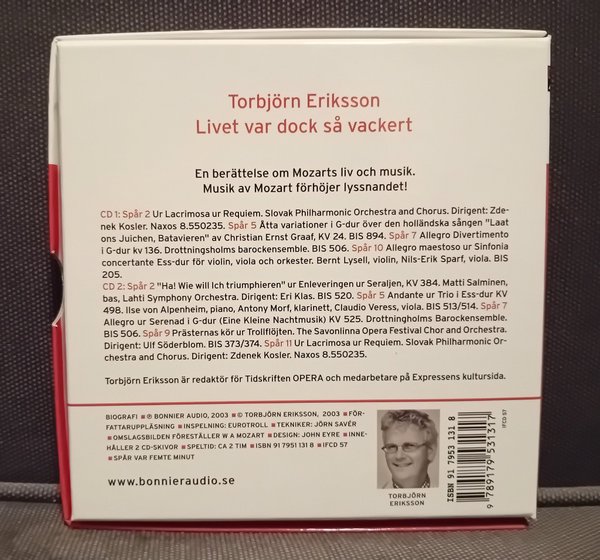 Torbjörn Eriksson
Livet var dock så vackert
En berättelse om Mozarts liv och musik.
Musik av Mozart förhöjer lyssnandet!
CD 1: Spår 2 Ur Lacrimosa ur Requiem. Slovak Philharmonic Orchestra and Chorus. Dirigent: Zde-
nek Kosler. Naxos 8.550235. Spår 5 Åtta variationer i G-dur över den holländska sången "Laat
ons Juichen, Batavieren" av Christian Ernst Graaf, KV 24. BIS 894. Spår 7 Allegro Divertimento
i G-dur kv 136. Drottningholms barockensemble. BIS 506. Spår 10 Allegro maestoso ur Sinfonia
concertante Ess-dur för violin, viola och orkester. Bernt Lysell, violin, Nils-Erik Sparf, viola. BIS
205.
CD 2: Spår 2 "Ha! Wie will Ich triumphieren" ur Enleveringen ur Seraljen, KV 384. Matti Salminen,
bas, Lahti Symphony Orchestra. Dirigent: Eri Klas. BIS 520. Spår 5 Andante ur Trio i Ess-dur KV
498. Ilse von Alpenheim, piano, Antony Morf, klarinett, Claudio Veress, viola. BIS 513/514. Spår 7
Allegro ur Serenad i G-dur (Eine Kleine Nachtmusik) KV 525. Drottningholms Barockensemble.
BIS 506. Spår 9 Prästernas kör ur Trollflöjten. The Savonlinna Opera Festival Chor and Orchestra.
Dirigent: Ulf Söderblom. BIS 373/374. Spår 11 Ur Lacrimosa ur Requiem. Slovak Philharmonic Or-
chestra and Chorus. Dirigent: Zdenek Kosler. Naxos 8.550235.
Torbjörn Eriksson är redaktör för Tidskriften OPERA och medarbetare på Expressens kultursida.
BIOGRAFI ■ ℗ BONNIER AUDIO, 2003 ■ © TORBJÖRN ERIKSSON, 2003 ■ FÖR-
FATTARUPPLÄSNING ■ INSPELNING: EUROTROLL ■ TEKNIKER: JÖRN SAVÉR
■ OMSLAGSBILDEN FÖRESTÄLLER W A MOZART ■ DESIGN: JOHN EYRE ■ INNE-
HÅLLER 2 CD-SKIVOR ■ SPELTID: CA 2 TIM ■ ISBN 91 7951 131 8 ■ IFCD 57
■ SPÅR VAR FEMTE MINUT
www.bonnieraudio.se
TORBJÖRN
ERIKSSON
ISBN 91 7953 131 8
9 789179 531317
IFCD 57